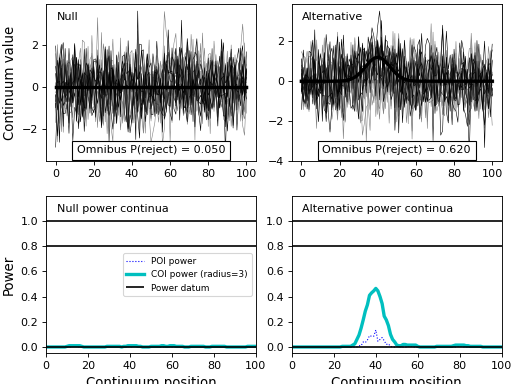 Null
Alternative
Continuum value
2
0
−2
2
0
−2
−4
Omnibus P(reject) = 0.050
Omnibus P(reject) = 0.620
0 20 40 60 80 100
0 20 40 60 80 100
Null power continua
Alternative power continua
Power
1.0
0.8
0.6
0.4
0.2
0.0
1.0
0.8
0.6
0.4
0.2
0.0
POI power
COI power (radius=3)
Power datum
0 20 40 60 80 100
0 20 40 60 80 100
Continuum position
Continuum position